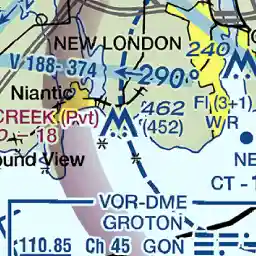 NEW LONDON
240
V 188-374
290°
Niantic
CREEK (Pvt)
462
(452)
Fl (3+1)
W R
- 18
ound View
NE
CT - 1
VOR-DME
GROTON
110.85 Ch 45 GON